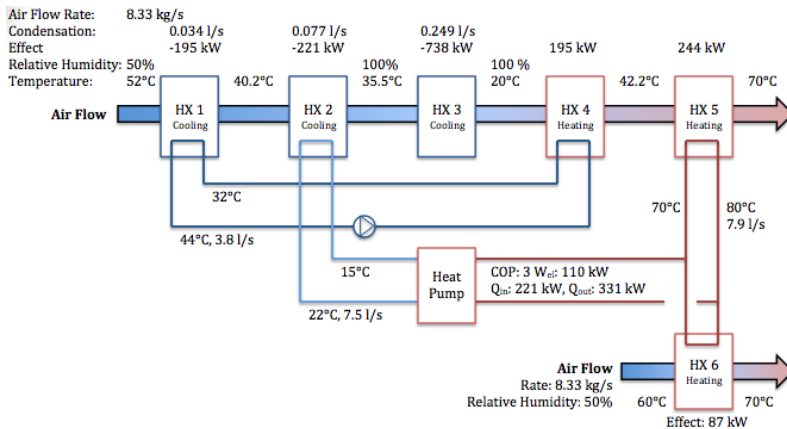 Air Flow Rate: 8.33 kg/s
Condensation: 0.034 l/s 0.077 l/s 0.249 l/s
Effect -195 kW -221 kW -738 kW 195 kW 244 kW
Relative Humidity: 50% 100% 100 %
Temperature: 52°C 40.2°C 35.5°C 20°C 42.2°C 70°C
Air Flow
HX 1
Cooling
HX 2
Cooling
HX 3
Cooling
HX 4
Heating
HX 5
Heating
32°C
70°C
80°C
7.9 l/s
44°C, 3.8 l/s
15°C
Heat
Pump
COP: 3 Wel: 110 kW
Qin: 221 kW, Qout: 331 kW
22°C, 7.5 l/s
Air Flow
Rate: 8.33 kg/s
Relative Humidity: 50%
HX 6
Heating
60°C
70°C
Effect: 87 kW